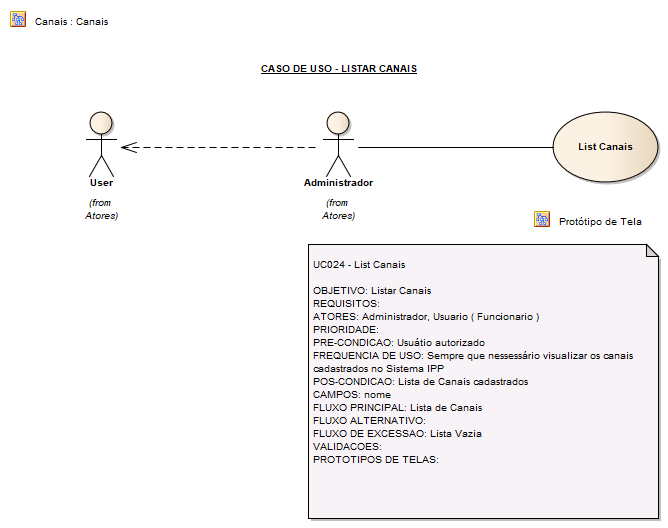 Canais : Canais
CASO DE USO - LISTAR CANAIS
User
(from
Atores)
Administrador
(from
Atores)
List Canais
Protótipo de Tela
UC024 - List Canais
OBJETIVO: Listar Canais
REQUISITOS:
ATORES: Administrador, Usuario ( Funcionario )
PRIORIDADE:
PRE-CONDICAO: Usuátio autorizado
FREQUENCIA DE USO: Sempre que nessessário visualizar os canais
cadastrados no Sistema IPP
POS-CONDICAO: Lista de Canais cadastrados
CAMPOS: nome
FLUXO PRINCIPAL: Lista de Canais
FLUXO ALTERNATIVO:
FLUXO DE EXCESSAO: Lista Vazia
VALIDACOES:
PROTOTIPOS DE TELAS: